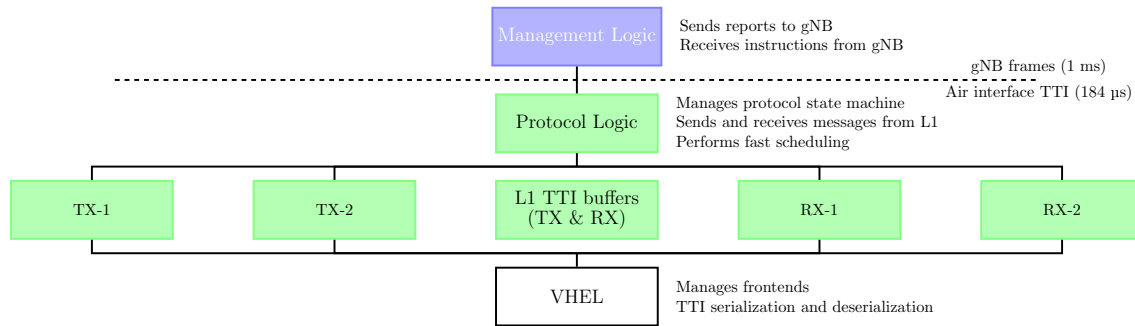 Management Logic
Sends reports to gNB
Receives instructions from gNB
gNB frames (1 ms)
Air interface TTI (184 µs)
Protocol Logic
Manages protocol state machine
Sends and receives messages from L1
Performs fast scheduling
TX-1
TX-2
L1 TTI buffers
(TX & RX)
RX-1
RX-2
VHEL
Manages frontends
TTI serialization and deserialization